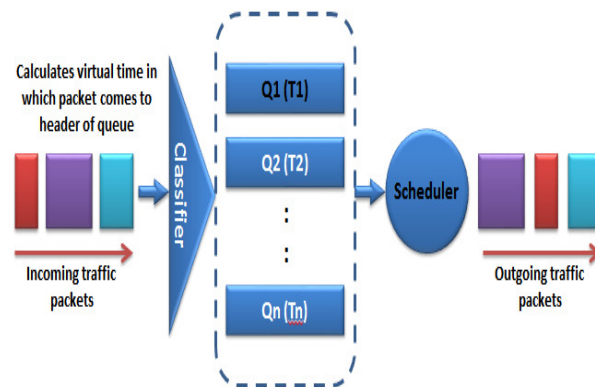 Calculates virtual time in
which packet comes to
header of queue
Incoming traffic
packets
Classifier
Q1 (T1)
Q2 (T2)
:
:
Qn (Tn)
Scheduler
Outgoing traffic
packets